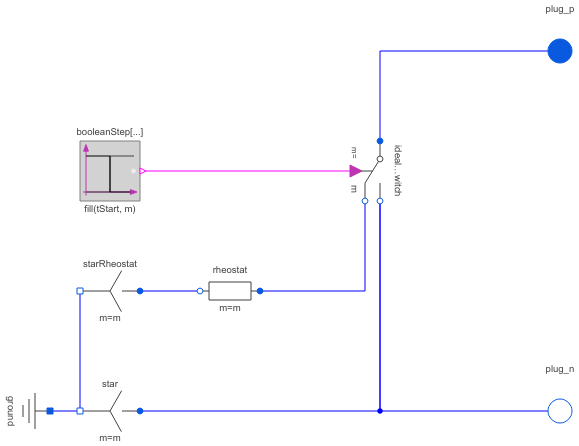 plug_p
booleanStep[...]
fill(tStart, m)
m=
m
ideal...witch
starRheostat
m=m
rheostat
m=m
plug_n
star
m=m
ground